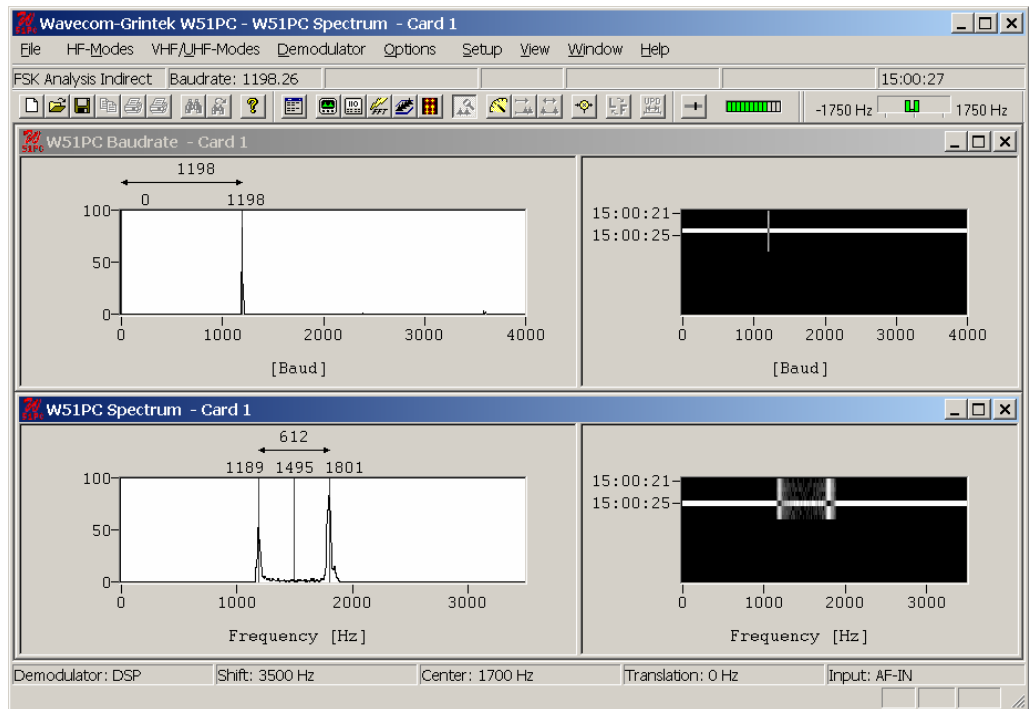 Wavecom-Grintek W51PC - W51PC Spectrum - Card 1
File HF-Modes VHF/UHF-Modes Demodulator Options Setup View Window Help
FSK Analysis Indirect Baudrate: 1198.26 15:00:27
-1750 Hz 1750 Hz
W51PC Baudrate - Card 1
1198
0 1198
100
50
0
0 1000 2000 3000 4000
[Baud]
15:00:21
15:00:25
0 1000 2000 3000 4000
[Baud]
W51PC Spectrum - Card 1
612
1189 1495 1801
100
50
0
0 1000 2000 3000
Frequency [Hz]
15:00:21
15:00:25
0 1000 2000 3000
Frequency [Hz]
Demodulator: DSP Shift: 3500 Hz Center: 1700 Hz Translation: 0 Hz Input: AF-IN